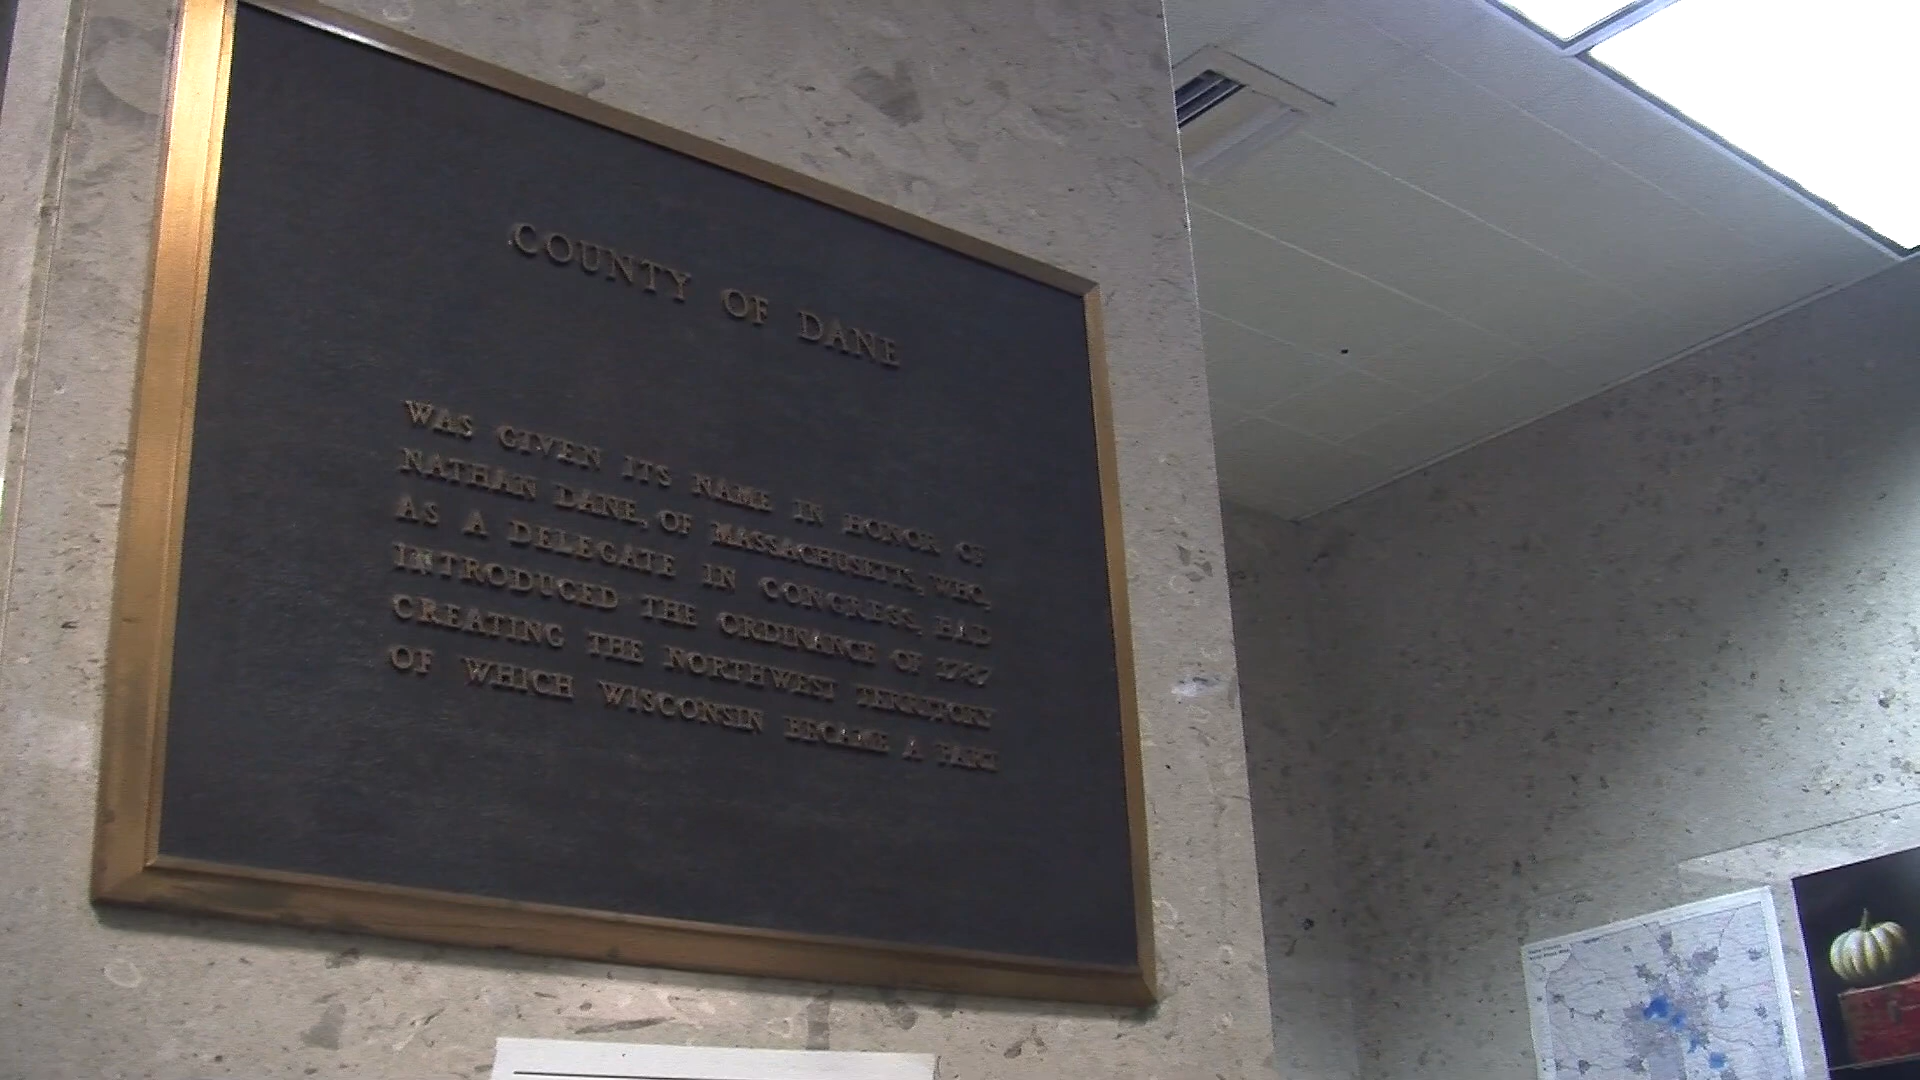 COUNTY OF DANE
WAS GIVEN ITS NAME IN HONOR OF
NATHAN DANE, OF MASSACHUSETTS, WHO,
AS A DELEGATE IN CONGRESS, HAD
INTRODUCED THE ORDINANCE OF 1787
CREATING THE NORTHWEST TERRITORY
OF WHICH WISCONSIN BECAME A PART